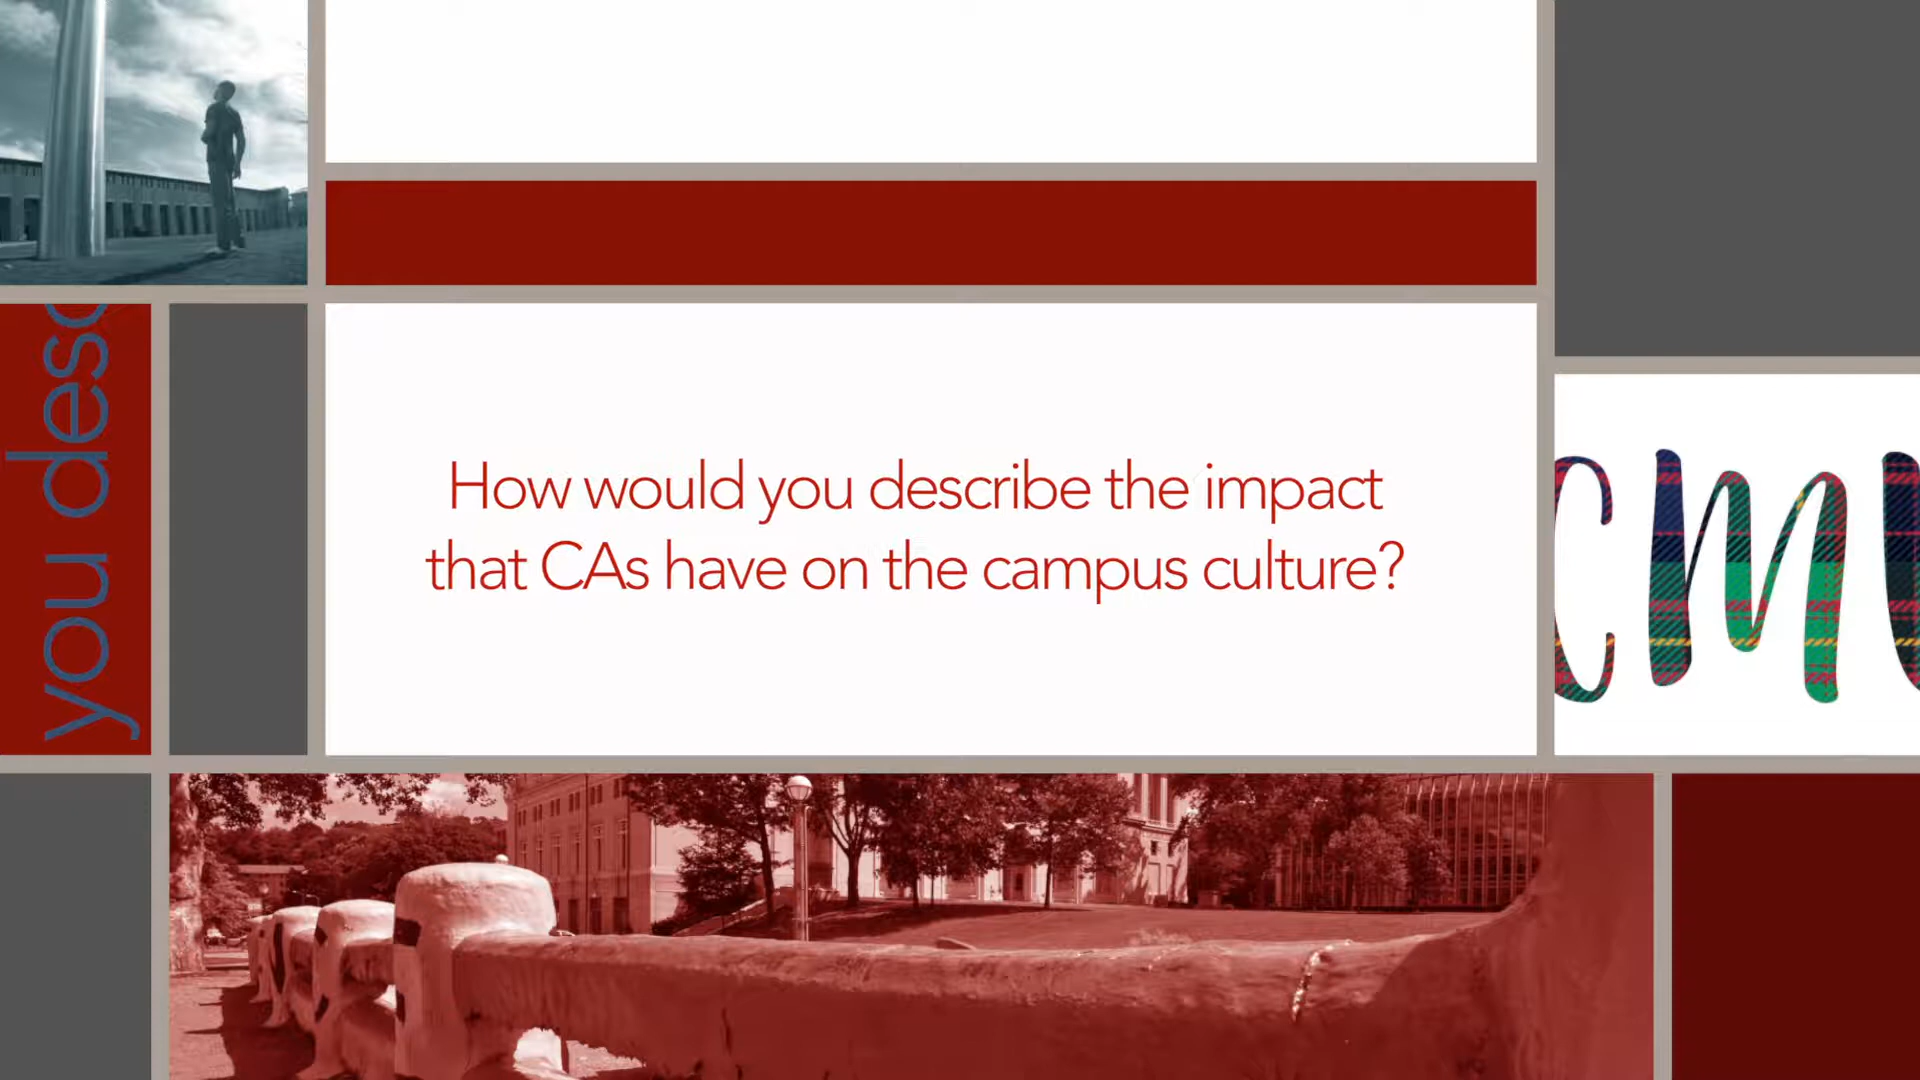 you desc
How would you describe the impact
that CAs have on the campus culture?
cmu